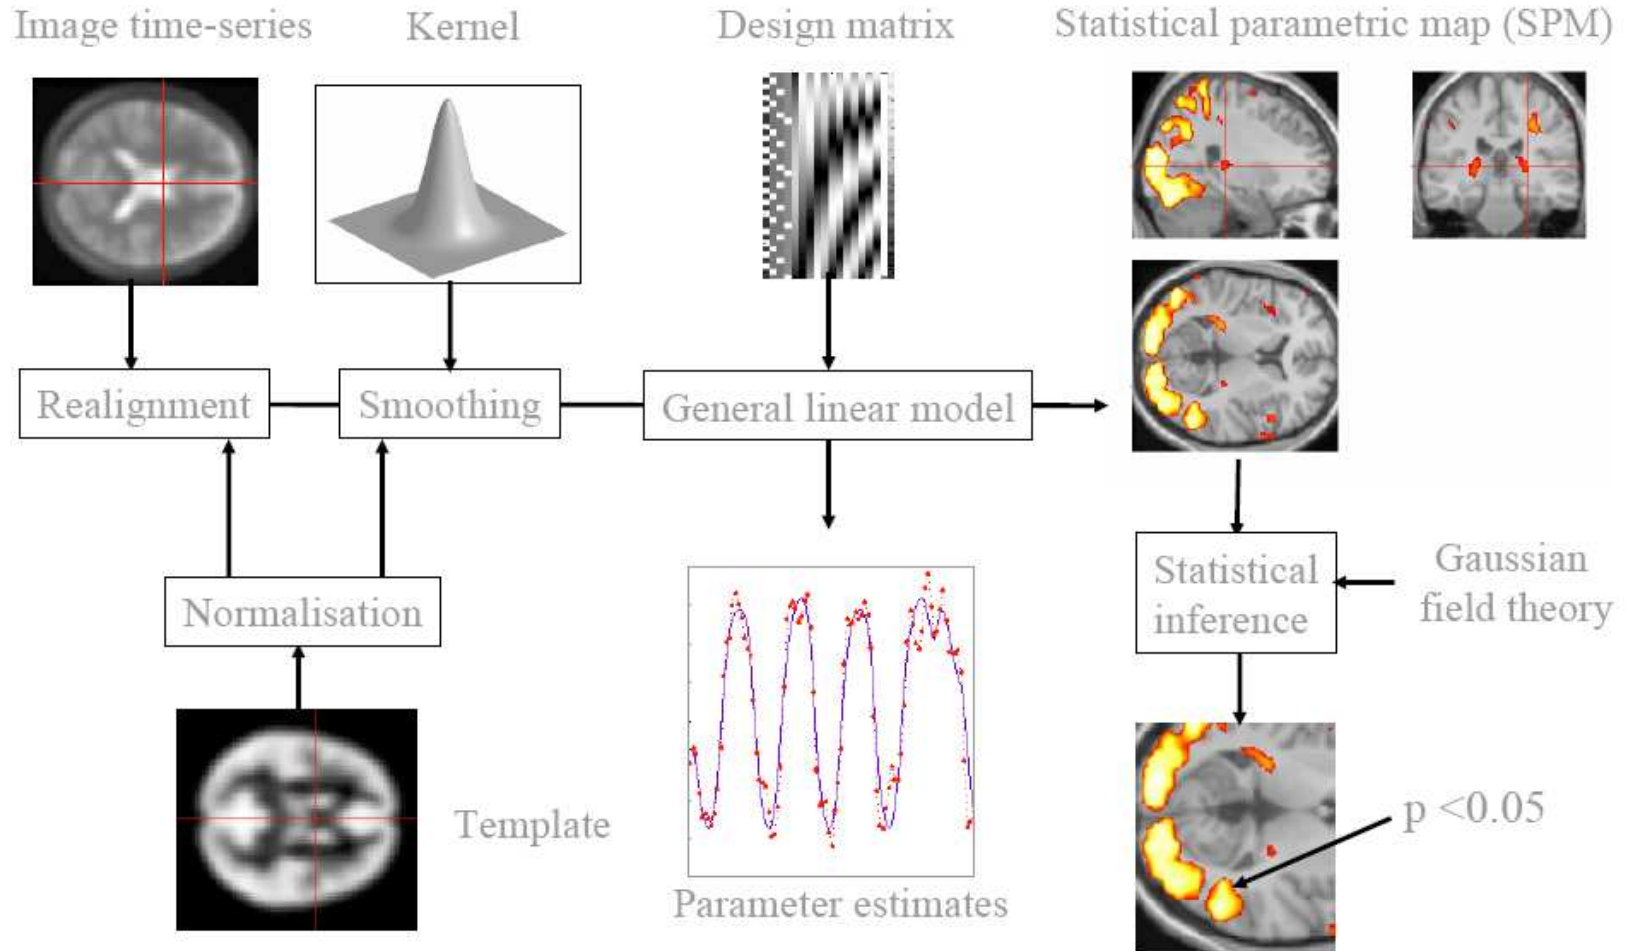 Image time-series
Kernel
Design matrix
Statistical parametric map (SPM)
Realignment
Smoothing
General linear model
Normalisation
Statistical
inference
Gaussian
field theory
Template
Parameter estimates
p <0.05